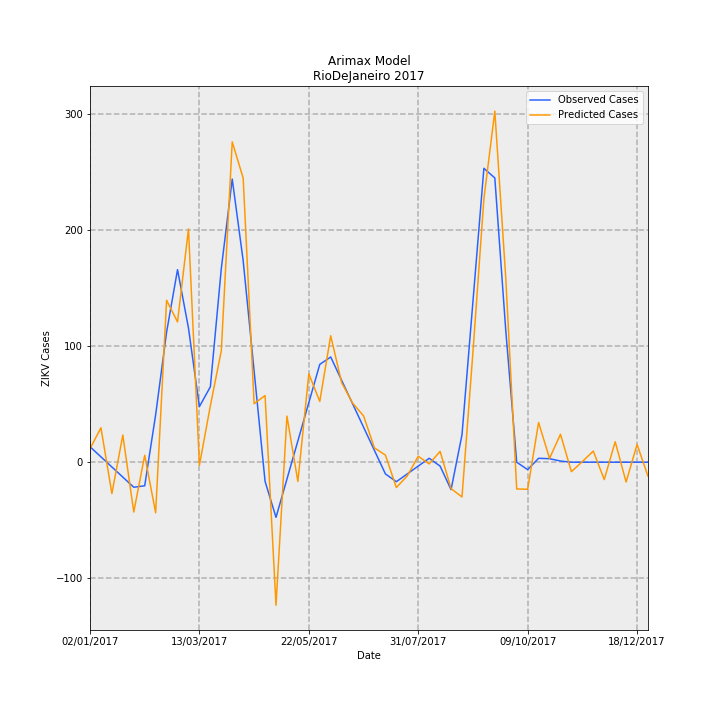 Arimax Model
RioDeJaneiro 2017
Observed Cases
Predicted Cases
300
200
100
0
−100
ZIKV Cases
02/01/2017
13/03/2017
22/05/2017
31/07/2017
09/10/2017
18/12/2017
Date